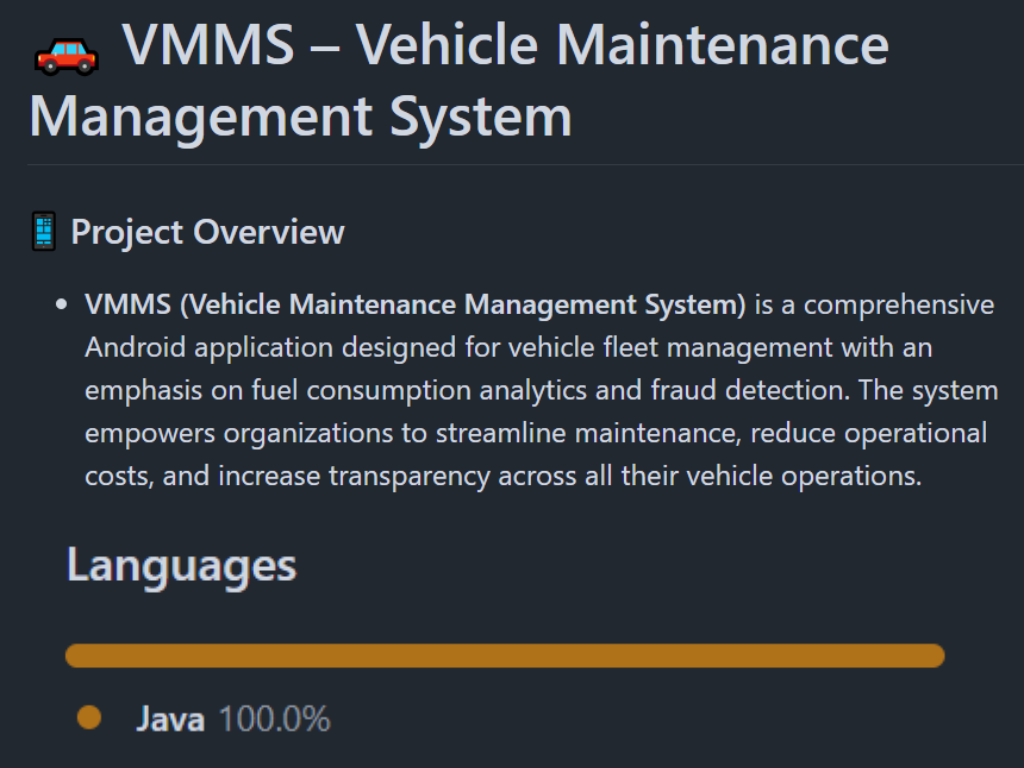 🚗 VMMS – Vehicle Maintenance
Management System
📱 Project Overview
• VMMS (Vehicle Maintenance Management System) is a comprehensive
Android application designed for vehicle fleet management with an
emphasis on fuel consumption analytics and fraud detection. The system
empowers organizations to streamline maintenance, reduce operational
costs, and increase transparency across all their vehicle operations.
Languages
Java 100.0%